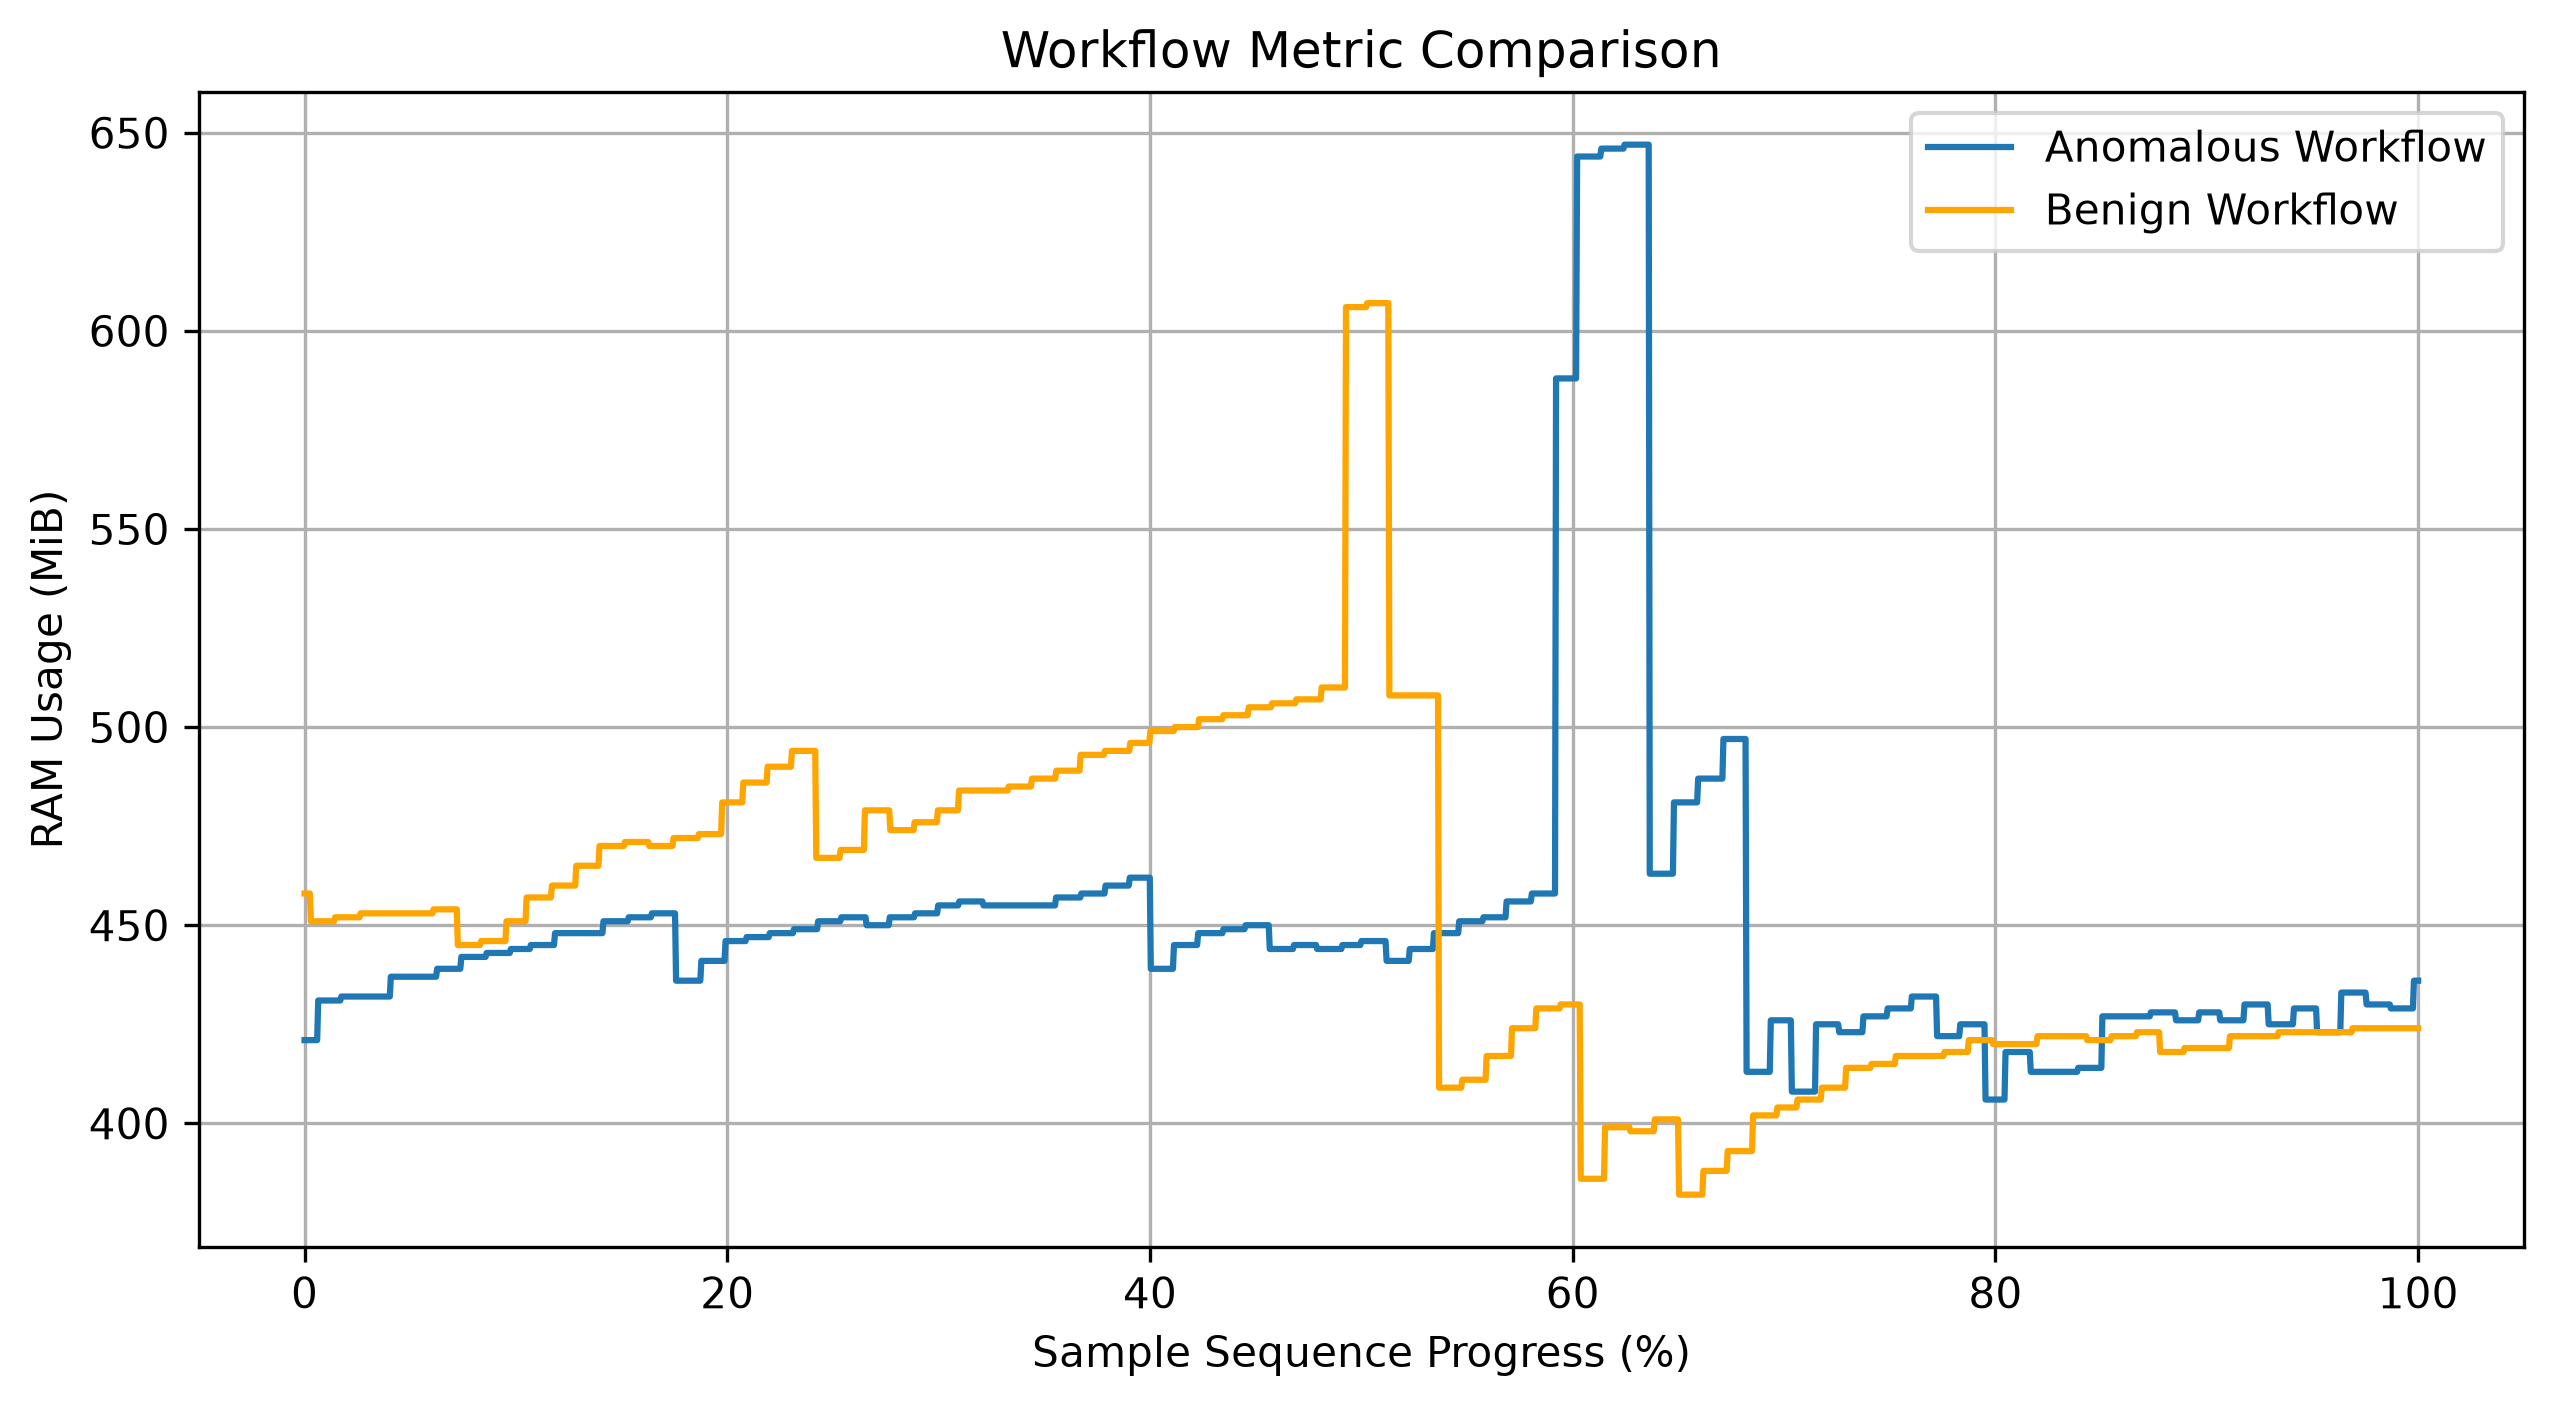 Workflow Metric Comparison
Anomalous Workflow
Benign Workflow
RAM Usage (MiB)
650
600
550
500
450
400
0 20 40 60 80 100
Sample Sequence Progress (%)